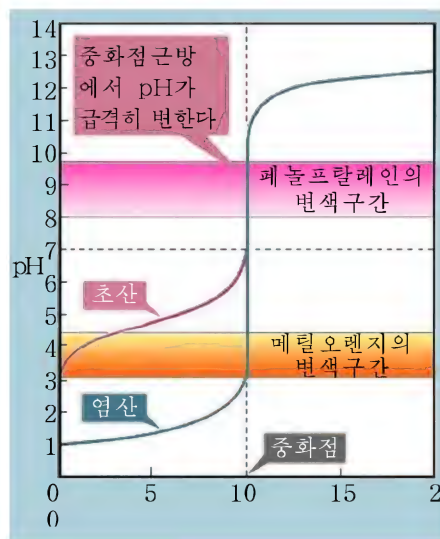 14
13
12
11
10
9
8
7
pH
6
5
4
3
2
1
0
중화점근방
에서 pH가
급격히 변한다
페놀프탈레인의
변색구간
초산
메틸오렌지의
변색구간
염산
중화점
0
5
10
15
2